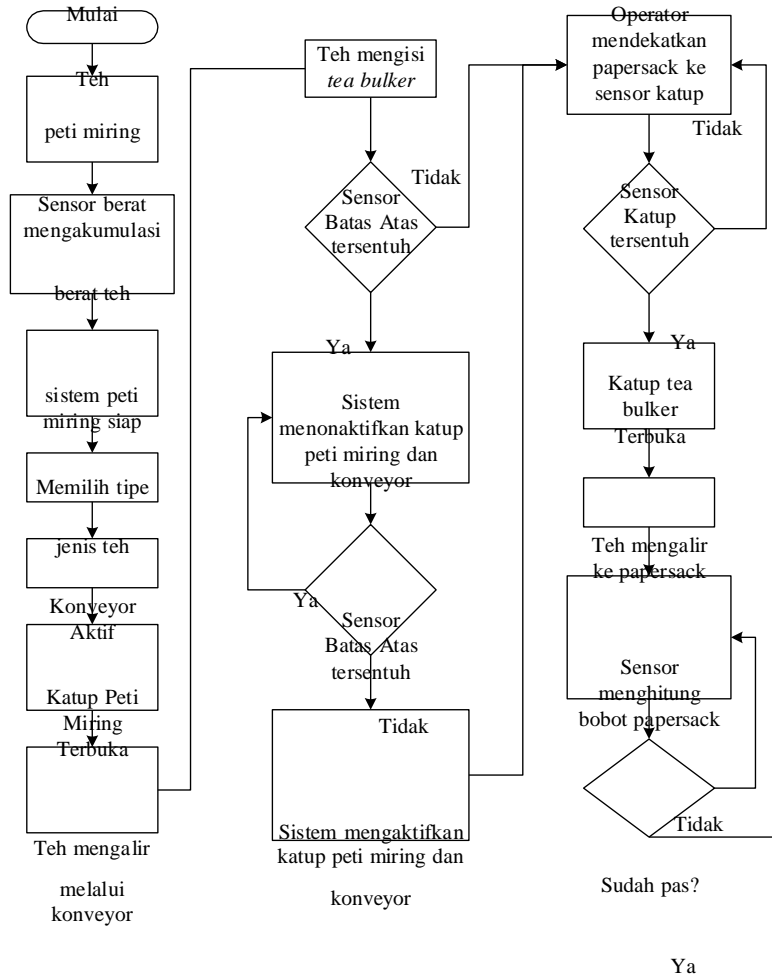 Mulai
Teh
peti miring
Sensor berat
mengakumulasi
berat teh
sistem peti
miring siap
Memilih tipe
jenis teh
Konveyor
Aktif
Katup Peti
Miring
Terbuka
Teh mengalir
melalui
konveyor
Teh mengisi
tea bulker
Tidak
Sensor
Batas Atas
tersentuh
Ya
Sistem
menonaktifkan katup
peti miring dan
konveyor
Ya
Sensor
Batas Atas
tersentuh
Tidak
Sistem mengaktifkan
katup peti miring dan
konveyor
Operator
mendekatkan
papersack ke
sensor katup
Tidak
Sensor
Katup
tersentuh
Ya
Katup tea
bulker
Terbuka
Teh mengalir
ke papersack
Sensor
menghitung
bobot papersack
Tidak
Sudah pas?
Ya